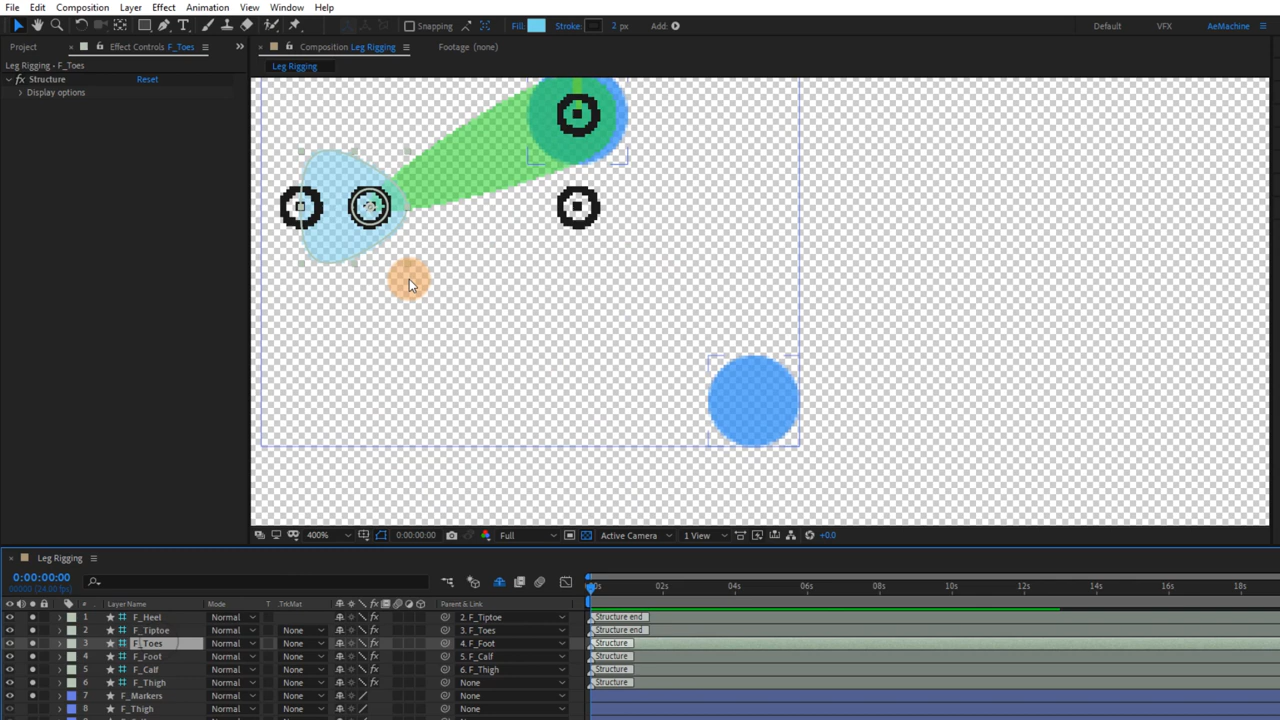 File Edit Composition Layer Effect Animation View Window Help
Snapping Fill: Stroke: 2 px Add: Default VFX AeMachine
Project Effect Controls F_Toes Composition Leg Rigging Footage (none)
Leg Rigging • F_Toes Leg Rigging
fx Structure Reset
Display options
400% 0:00:00:00 Full Active Camera 1 View +0.0
Leg Rigging
0:00:00:00
00000 (24.00 fps)
00s 02s 04s 06s 08s 10s 12s 14s 16s 18s
# Layer Name Mode T .TrkMat Parent & Link
1 F_Heel Normal 2. F_Tiptoe Structure end
2 F_Tiptoe Normal None 3. F_Toes Structure end
3 F_Toes Normal None 4. F_Foot Structure
4 F_Foot Normal None 5. F_Calf Structure
5 F_Calf Normal None 6. F_Thigh Structure
6 F_Thigh Normal None None Structure
7 F_Markers Normal None None
8 F_Thigh Normal None None